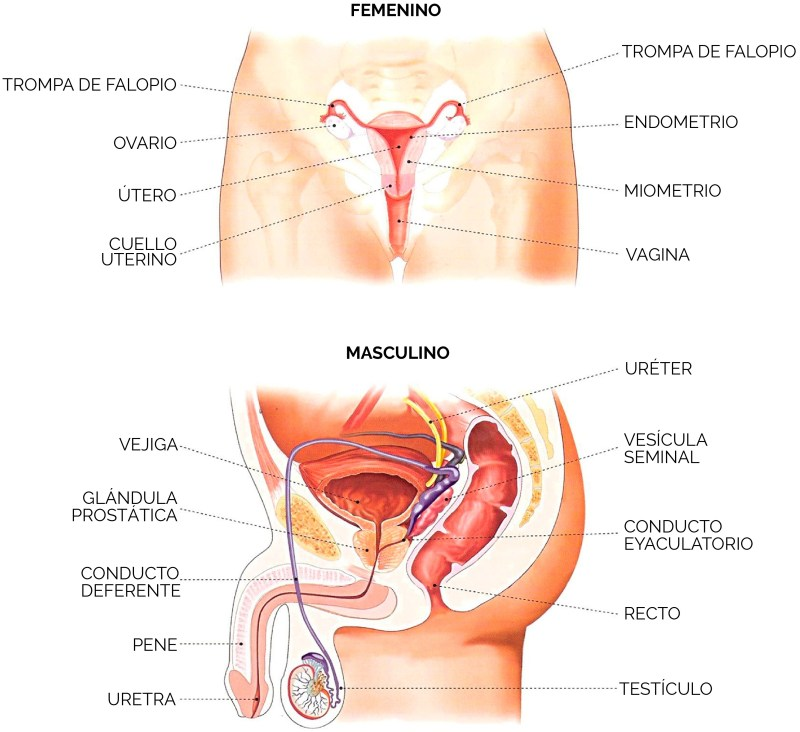 FEMENINO
TROMPA DE FALOPIO
OVARIO
ÚTERO
CUELLO
UTERINO
TROMPA DE FALOPIO
ENDOMETRIO
MIOMETRIO
VAGINA
MASCULINO
VEJIGA
GLÁNDULA
PROSTÁTICA
CONDUCTO
DEFERENTE
PENE
URETRA
URÉTER
VESÍCULA
SEMINAL
CONDUCTO
EYACULATORIO
RECTO
TESTÍCULO